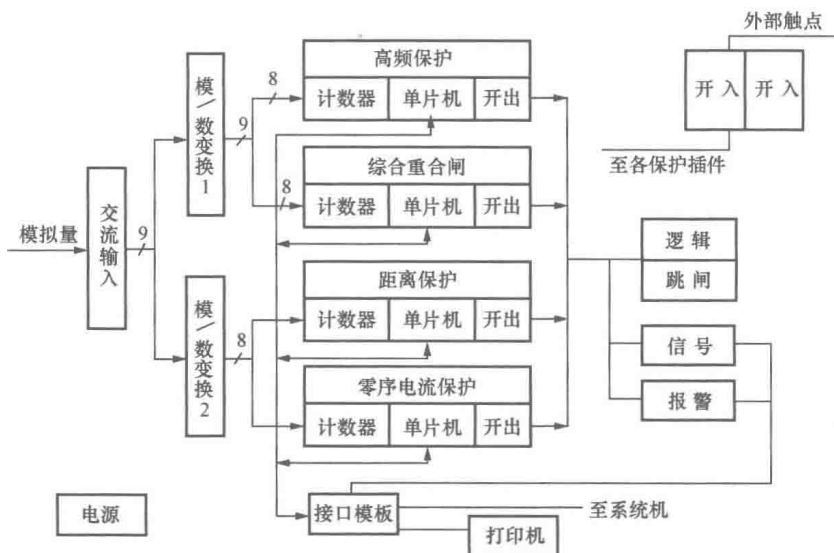 外部触点
开入 开入
至各保护插件
模拟量
交流输入
9
模/数变换1
9
8
高频保护
计数器 单片机 开出
8
综合重合闸
计数器 单片机 开出
模/数变换2
8
距离保护
计数器 单片机 开出
零序电流保护
计数器 单片机 开出
逻辑
跳闸
信号
报警
电源
接口模板
至系统机
打印机